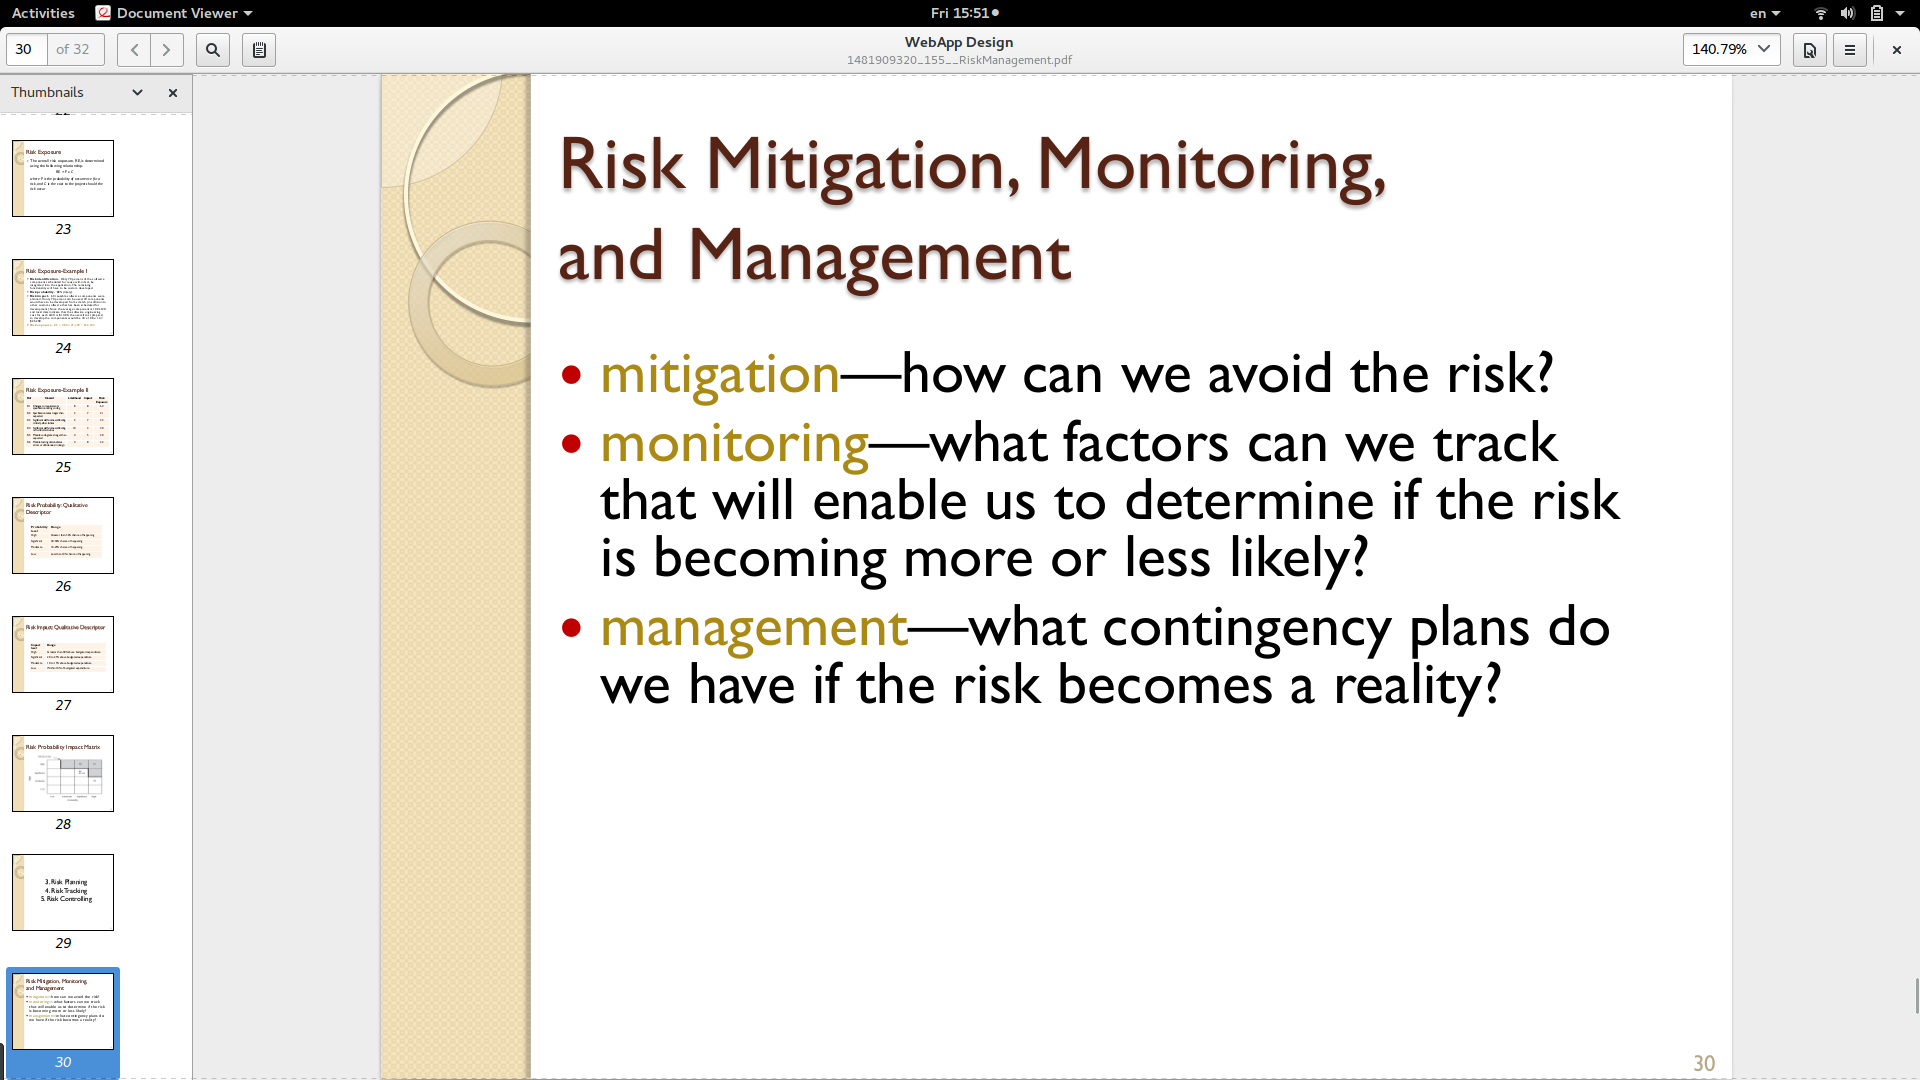 Activities
Document Viewer
Fri 15:51
en
30
of 32
WebApp Design
1481909320_155__RiskManagement.pdf
140.79%
Thumbnails
Risk Exposure
23
Risk Exposure-Example I
24
Risk Exposure-Example II
25
Risk Probability: Qualitative
Descriptor
26
Risk Impact: Qualitative Descriptor
27
Risk Probability Impact Matrix
28
3. Risk Planning
4. Risk Tracking
5. Risk Controlling
29
Risk Mitigation, Monitoring,
and Management
30
Risk Mitigation, Monitoring,
and Management
• mitigation—how can we avoid the risk?
• monitoring—what factors can we track
that will enable us to determine if the risk
is becoming more or less likely?
• management—what contingency plans do
we have if the risk becomes a reality?
30